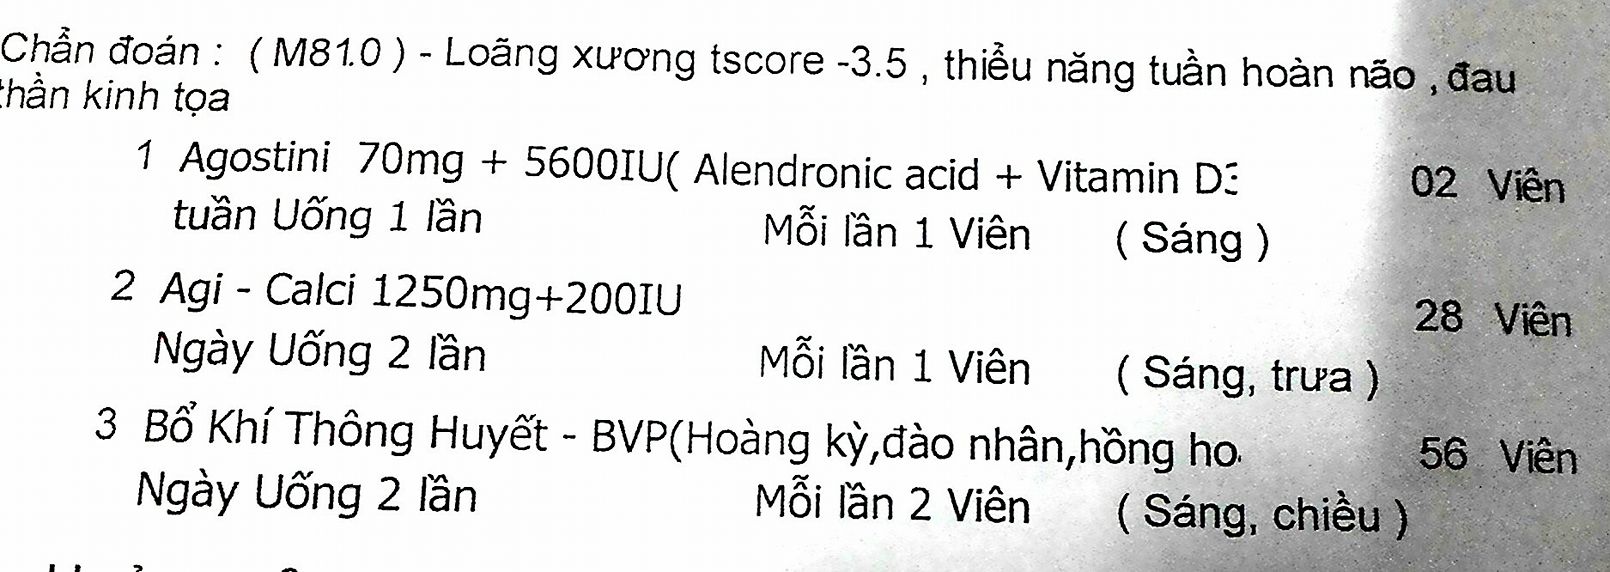 Chẩn đoán : ( M81.0 ) - Loãng xương tscore -3.5 , thiểu năng tuần hoàn não , đau
thần kinh tọa
1 Agostini 70mg + 5600IU( Alendronic acid + Vitamin D3 02 Viên
tuần Uống 1 lần Mỗi lần 1 Viên ( Sáng )
2 Agi - Calci 1250mg+200IU 28 Viên
Ngày Uống 2 lần Mỗi lần 1 Viên ( Sáng, trưa )
3 Bổ Khí Thông Huyết - BVP(Hoàng kỳ,đào nhân,hồng ho 56 Viên
Ngày Uống 2 lần Mỗi lần 2 Viên ( Sáng, chiều )